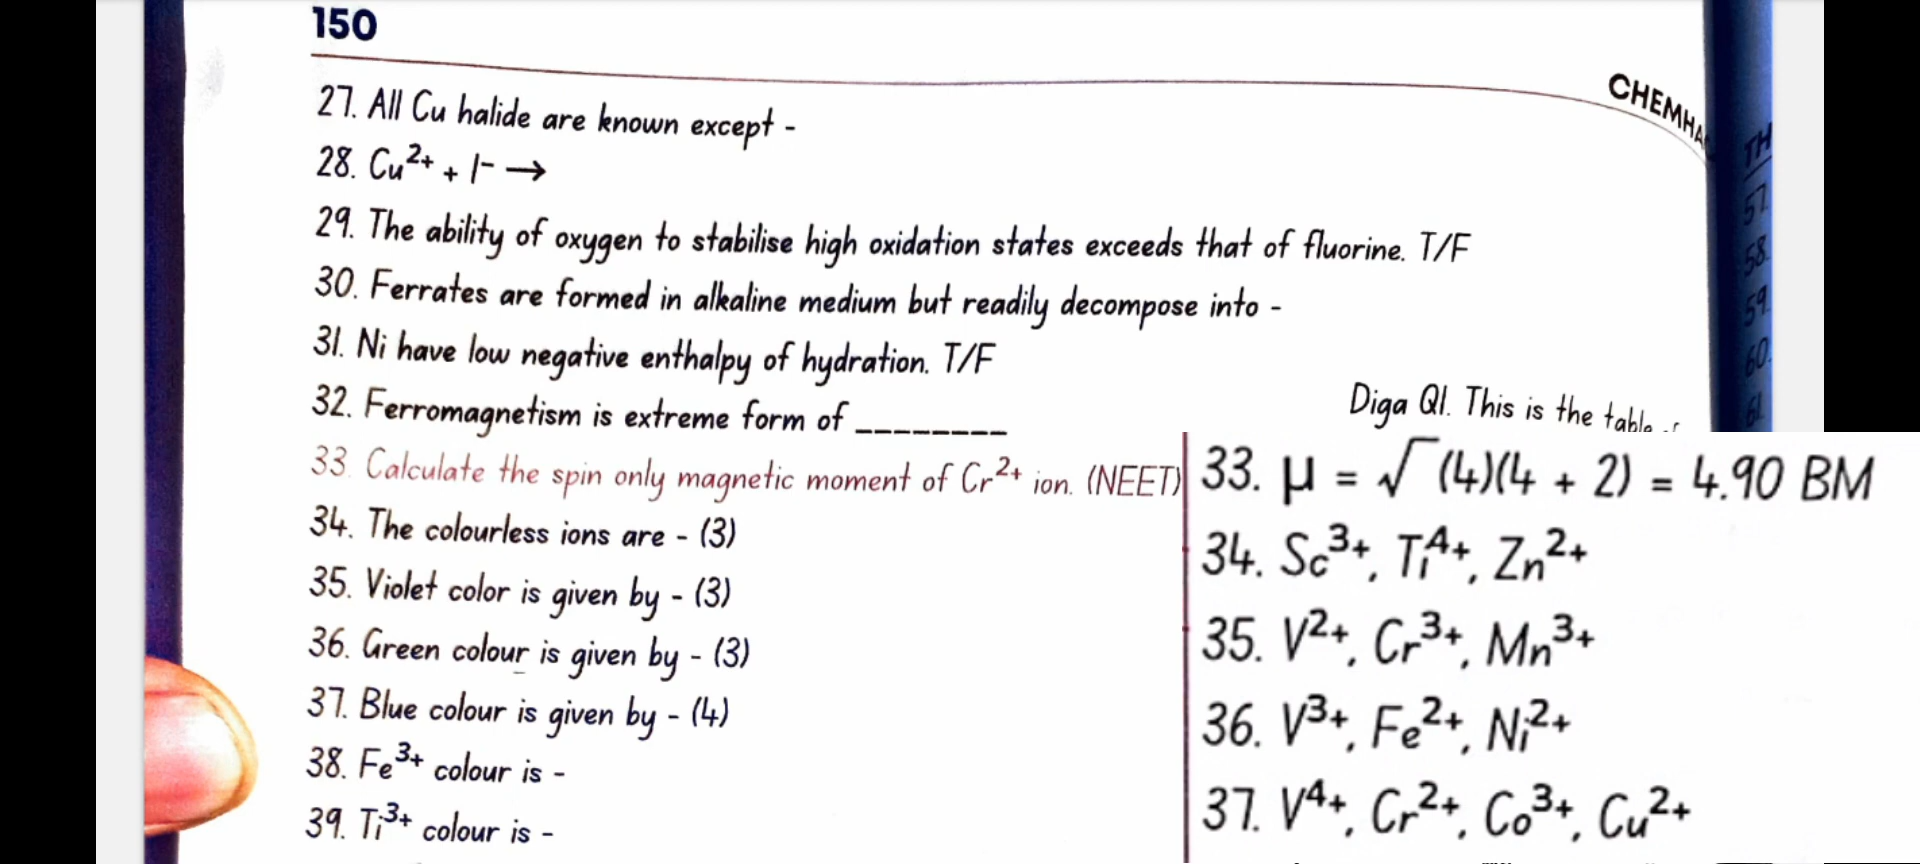 150
CHEMHA
27. All Cu halide are known except -
28. Cu²⁺ + I⁻ →
29. The ability of oxygen to stabilise high oxidation states exceeds that of fluorine. T/F
30. Ferrates are formed in alkaline medium but readily decompose into -
31. Ni have low negative enthalpy of hydration. T/F
32. Ferromagnetism is extreme form of ________
33. Calculate the spin only magnetic moment of Cr²⁺ ion. (NEET)
34. The colourless ions are - (3)
35. Violet color is given by - (3)
36. Green colour is given by - (3)
37. Blue colour is given by - (4)
38. Fe³⁺ colour is -
39. Ti³⁺ colour is -
Diga Q1. This is the table
33. μ = √(4)(4 + 2) = 4.90 BM
34. Sc³⁺, Ti⁴⁺, Zn²⁺
35. V²⁺, Cr³⁺, Mn³⁺
36. V³⁺, Fe²⁺, Ni²⁺
37. V⁴⁺, Cr²⁺, Co³⁺, Cu²⁺
TH
57.
58.
59.
60.
61.